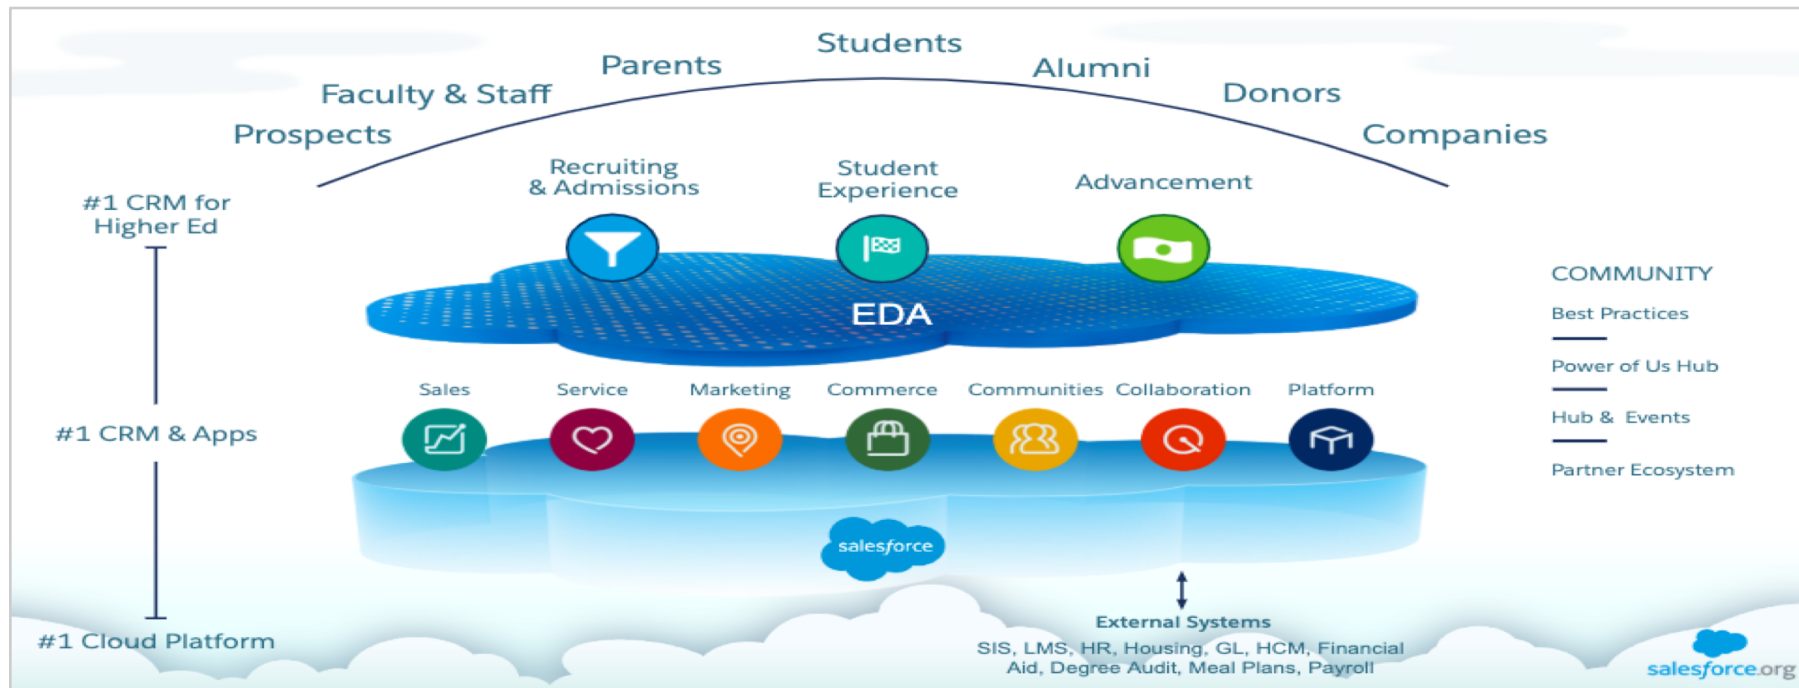 Students
Parents
Alumni
Faculty & Staff
Donors
Prospects
Companies
Recruiting
& Admissions
Student
Experience
Advancement
#1 CRM for
Higher Ed
EDA
COMMUNITY
Best Practices
Power of Us Hub
Hub & Events
Partner Ecosystem
Sales
Service
Marketing
Commerce
Communities
Collaboration
Platform
#1 CRM & Apps
salesforce
#1 Cloud Platform
External Systems
SIS, LMS, HR, Housing, GL, HCM, Financial
Aid, Degree Audit, Meal Plans, Payroll
salesforce.org